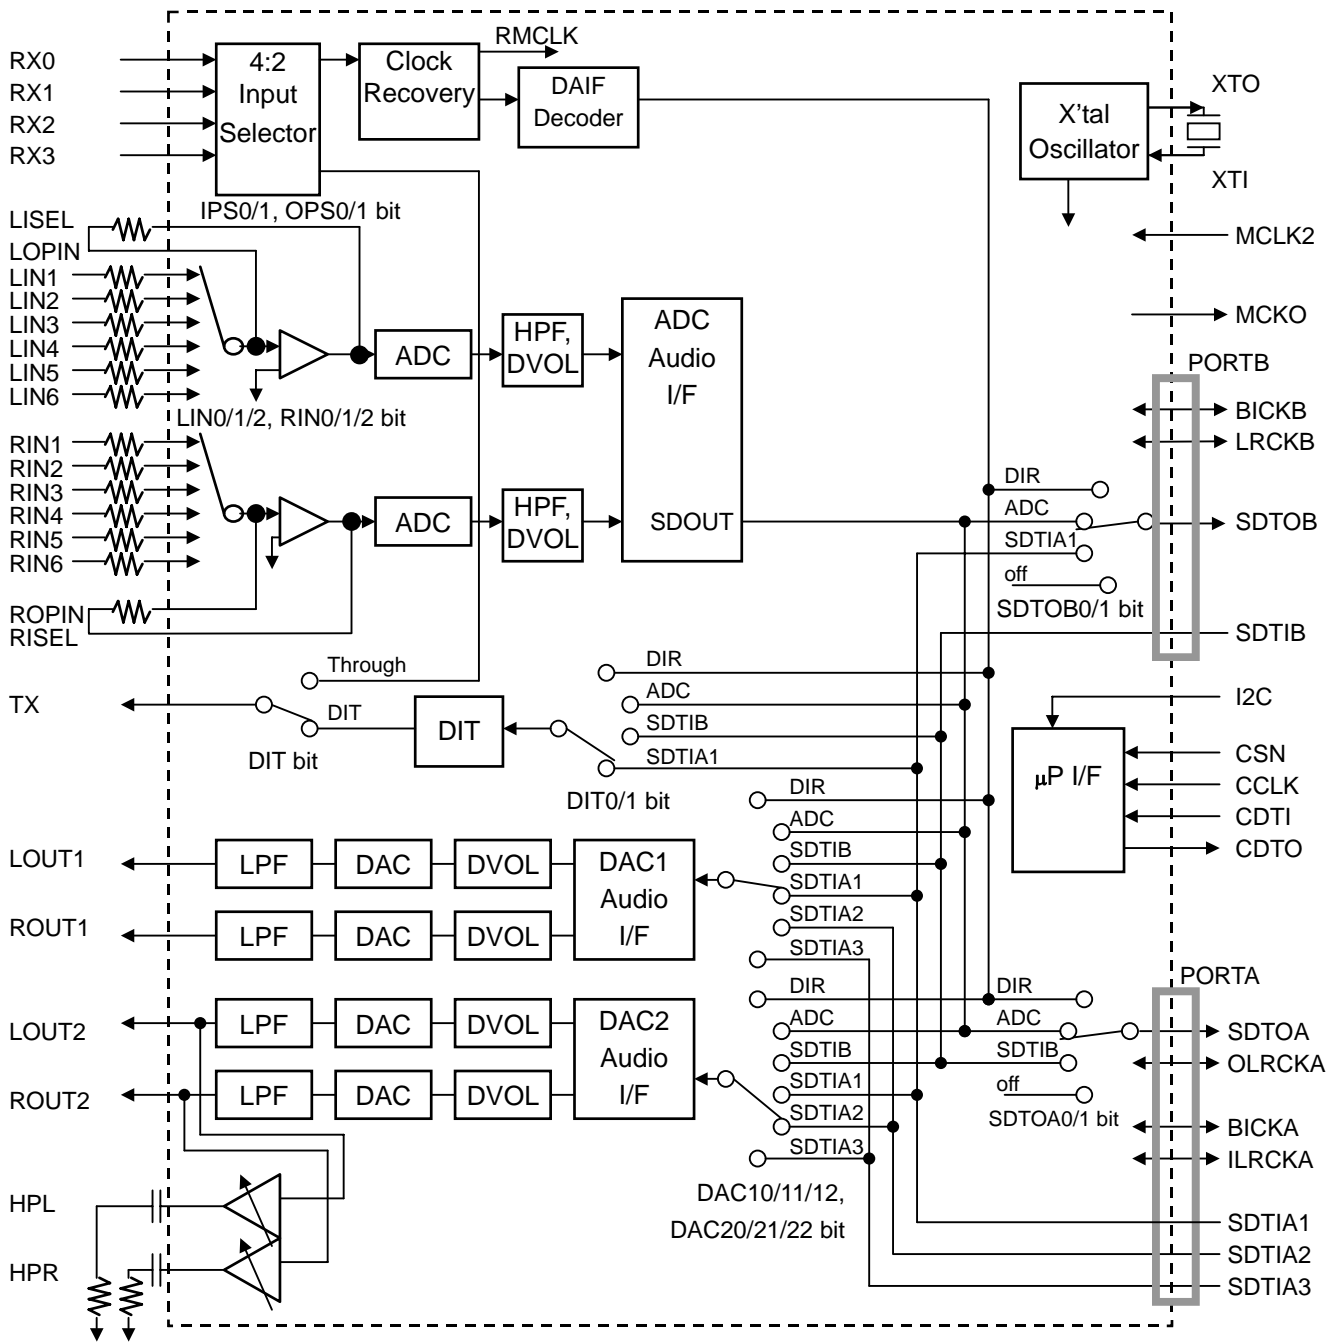 RMCLK
RX0
RX1
RX2
RX3
4:2
Input
Selector
Clock
Recovery
DAIF
Decoder
X'tal
Oscillator
XTO
XTI
IPS0/1, OPS0/1 bit
LISEL
LOPIN
LIN1
LIN2
LIN3
LIN4
LIN5
LIN6
ADC
HPF,
DVOL
ADC
Audio
I/F
SDOUT
LIN0/1/2, RIN0/1/2 bit
MCLK2
MCKO
PORTB
BICKB
LRCKB
RIN1
RIN2
RIN3
RIN4
RIN5
RIN6
ADC
HPF,
DVOL
DIR
ADC
SDTIA1
off
SDTOB0/1 bit
SDTOB
ROPIN
RISEL
SDTIB
Through
TX
DIT
DIT bit
DIT
DIR
ADC
SDTIB
SDTIA1
DIT0/1 bit
I2C
μP I/F
CSN
CCLK
CDTI
CDTO
LOUT1
LPF
DAC
DVOL
DAC1
Audio
I/F
ROUT1
LPF
DAC
DVOL
DIR
ADC
SDTIB
SDTIA1
SDTIA2
SDTIA3
LOUT2
LPF
DAC
DVOL
DAC2
Audio
I/F
ROUT2
LPF
DAC
DVOL
DIR
ADC
SDTIB
SDTIA1
SDTIA2
SDTIA3
DIR
ADC
SDTIB
off
SDTOA0/1 bit
PORTA
SDTOA
OLRCKA
BICKA
ILRCKA
DAC10/11/12,
DAC20/21/22 bit
HPL
HPR
SDTIA1
SDTIA2
SDTIA3